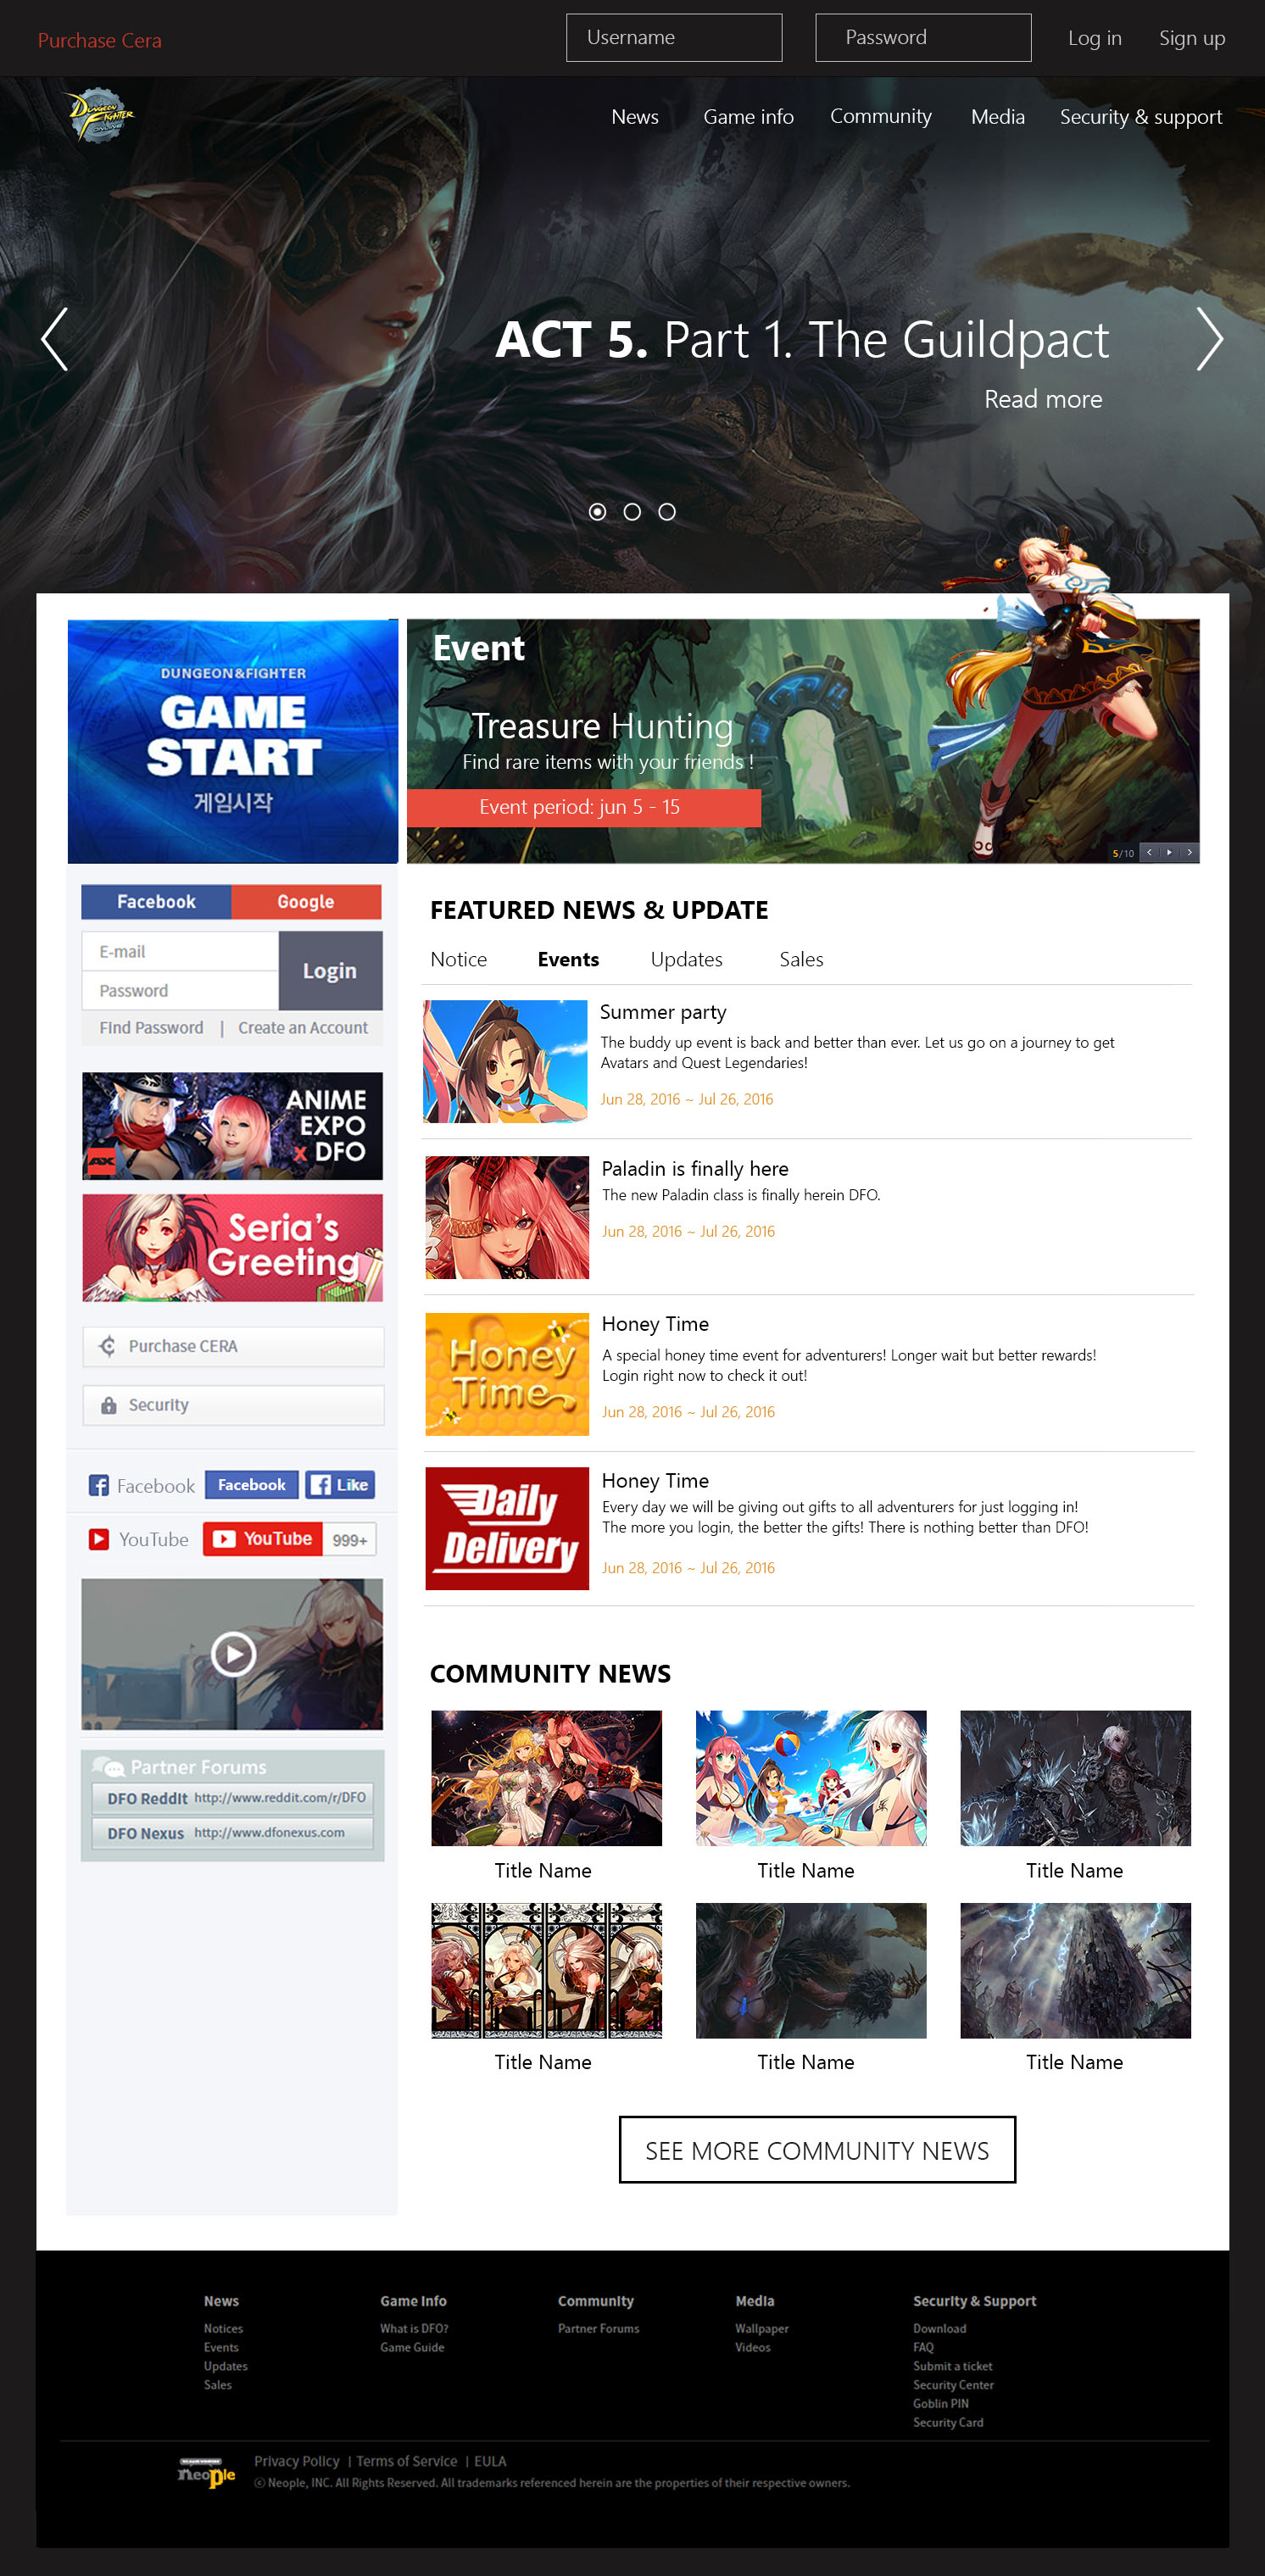 Purchase Cera
Username
Password
Log in
Sign up
DUNGEON FIGHTER ONLINE
News
Game info
Community
Media
Security & support
ACT 5. Part 1. The Guildpact
Read more
DUNGEON&FIGHTER
GAME
START
게임시작
Event
Treasure Hunting
Find rare items with your friends !
Event period: jun 5 - 15
5/10
Facebook
Google
E-mail
Password
Login
Find Password | Create an Account
ANIME
EXPO
x DFO
AX
Seria's
Greeting
Purchase CERA
Security
Facebook
Facebook
Like
YouTube
YouTube
999+
Partner Forums
DFO Reddit http://www.reddit.com/r/DFO
DFO Nexus http://www.dfonexus.com
FEATURED NEWS & UPDATE
Notice
Events
Updates
Sales
Summer party
The buddy up event is back and better than ever. Let us go on a journey to get
Avatars and Quest Legendaries!
Jun 28, 2016 ~ Jul 26, 2016
Paladin is finally here
The new Paladin class is finally herein DFO.
Jun 28, 2016 ~ Jul 26, 2016
Honey
Time
Honey Time
A special honey time event for adventurers! Longer wait but better rewards!
Login right now to check it out!
Jun 28, 2016 ~ Jul 26, 2016
Daily
Delivery
Honey Time
Every day we will be giving out gifts to all adventurers for just logging in!
The more you login, the better the gifts! There is nothing better than DFO!
Jun 28, 2016 ~ Jul 26, 2016
COMMUNITY NEWS
Title Name
Title Name
Title Name
Title Name
Title Name
Title Name
SEE MORE COMMUNITY NEWS
News
Notices
Events
Updates
Sales
Game Info
What is DFO?
Game Guide
Community
Partner Forums
Media
Wallpaper
Videos
Security & Support
Download
FAQ
Submit a ticket
Security Center
Goblin PIN
Security Card
neople
Privacy Policy | Terms of Service | EULA
ⓒ Neople, INC. All Rights Reserved. All trademarks referenced herein are the properties of their respective owners.